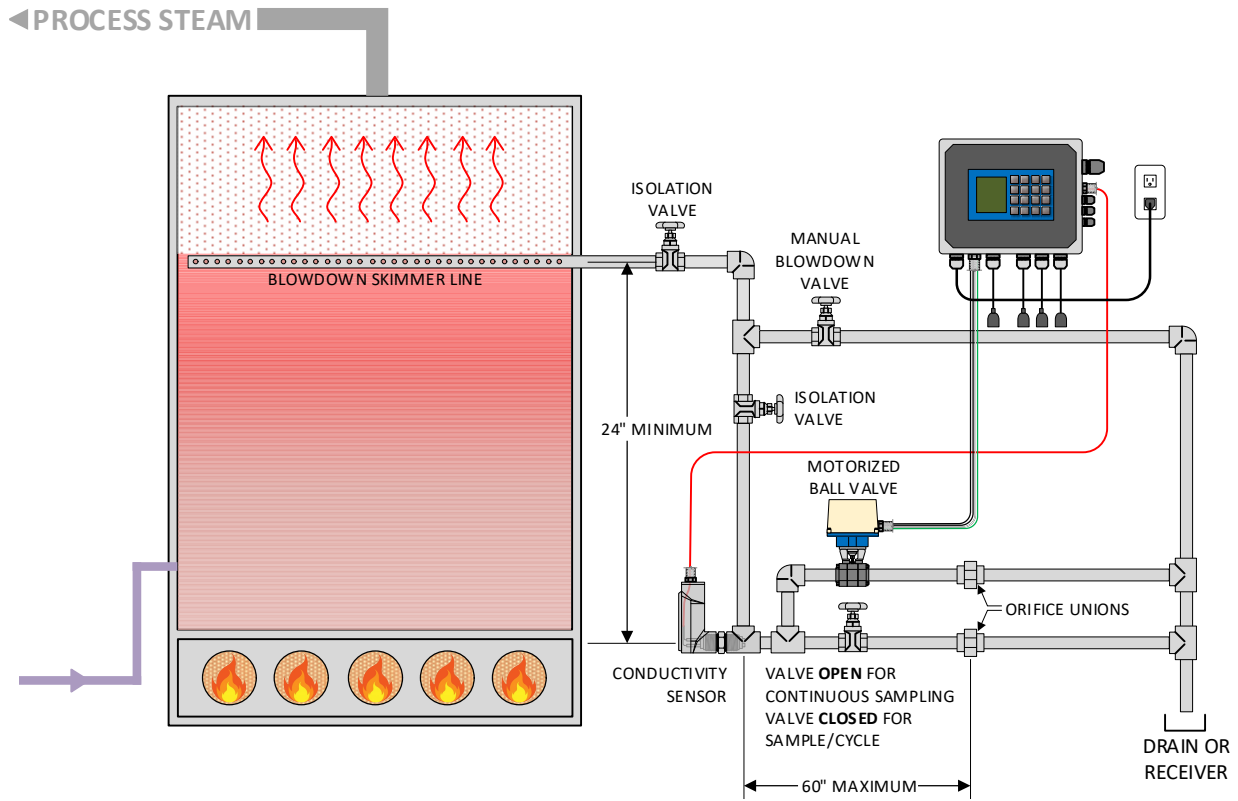 PROCESS STEAM
ISOLATION
VALVE
MANUAL
BLOWDOWN
VALVE
BLOWDOWN SKIMMER LINE
ISOLATION
VALVE
24" MINIMUM
MOTORIZED
BALL VALVE
ORIFICE UNIONS
CONDUCTIVITY
SENSOR
VALVE OPEN FOR
CONTINUOUS SAMPLING
VALVE CLOSED FOR
SAMPLE/CYCLE
60" MAXIMUM
DRAIN OR
RECEIVER